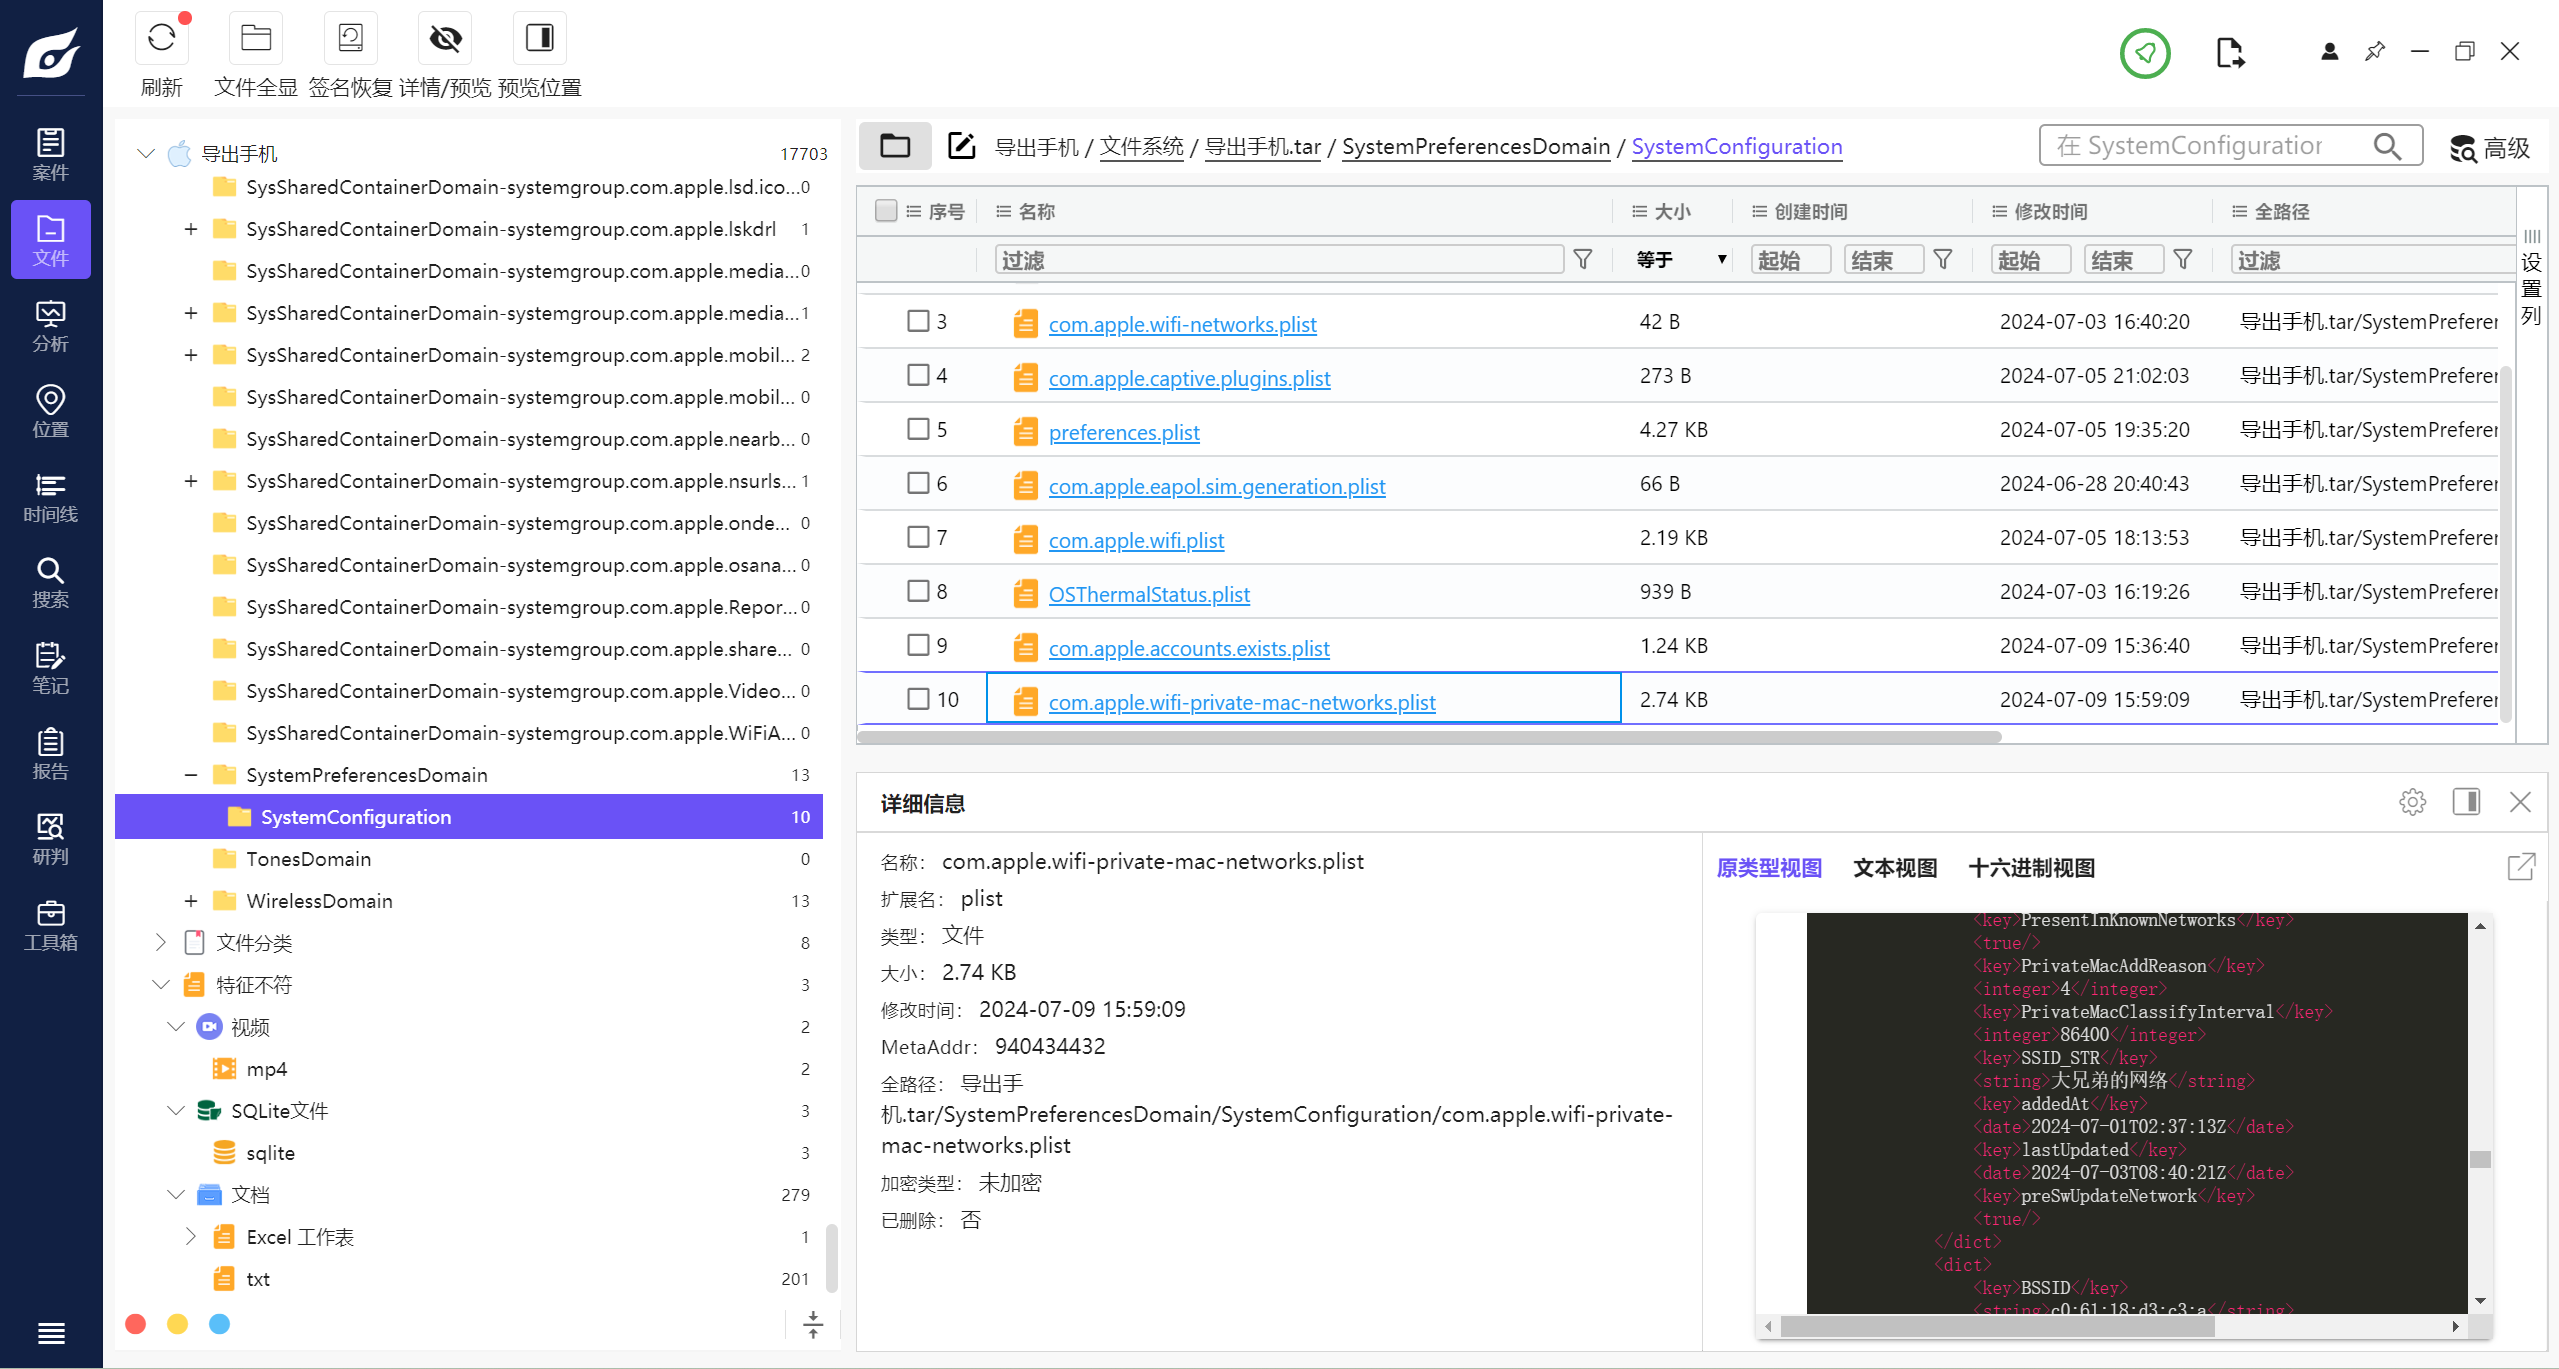 刷新
文件全显
签名恢复
详情/预览
预览位置
案件
文件
分析
位置
时间线
搜索
笔记
报告
研判
工具箱
导出手机 17703
SysSharedContainerDomain-systemgroup.com.apple.lsd.ico... 0
+ SysSharedContainerDomain-systemgroup.com.apple.lskdrl 1
SysSharedContainerDomain-systemgroup.com.apple.media... 0
+ SysSharedContainerDomain-systemgroup.com.apple.media... 1
+ SysSharedContainerDomain-systemgroup.com.apple.mobil... 2
SysSharedContainerDomain-systemgroup.com.apple.mobil... 0
SysSharedContainerDomain-systemgroup.com.apple.nearb... 0
+ SysSharedContainerDomain-systemgroup.com.apple.nsurls... 1
SysSharedContainerDomain-systemgroup.com.apple.onde... 0
SysSharedContainerDomain-systemgroup.com.apple.osana... 0
SysSharedContainerDomain-systemgroup.com.apple.Repor... 0
SysSharedContainerDomain-systemgroup.com.apple.share... 0
SysSharedContainerDomain-systemgroup.com.apple.Video... 0
SysSharedContainerDomain-systemgroup.com.apple.WiFiA... 0
− SystemPreferencesDomain 13
SystemConfiguration 10
TonesDomain 0
+ WirelessDomain 13
文件分类 8
特征不符 3
视频 2
mp4 2
SQLite文件 3
sqlite 3
文档 279
Excel 工作表 1
txt 201
导出手机 / 文件系统 / 导出手机.tar / SystemPreferencesDomain / SystemConfiguration
在 SystemConfiguration
高级
序号 名称 大小 创建时间 修改时间 全路径
过滤 等于 起始 结束 起始 结束 过滤
设置列
3 com.apple.wifi-networks.plist 42 B 2024-07-03 16:40:20 导出手机.tar/SystemPrefere
4 com.apple.captive.plugins.plist 273 B 2024-07-05 21:02:03 导出手机.tar/SystemPrefere
5 preferences.plist 4.27 KB 2024-07-05 19:35:20 导出手机.tar/SystemPrefere
6 com.apple.eapol.sim.generation.plist 66 B 2024-06-28 20:40:43 导出手机.tar/SystemPrefere
7 com.apple.wifi.plist 2.19 KB 2024-07-05 18:13:53 导出手机.tar/SystemPrefere
8 OSThermalStatus.plist 939 B 2024-07-03 16:19:26 导出手机.tar/SystemPrefere
9 com.apple.accounts.exists.plist 1.24 KB 2024-07-09 15:36:40 导出手机.tar/SystemPrefere
10 com.apple.wifi-private-mac-networks.plist 2.74 KB 2024-07-09 15:59:09 导出手机.tar/SystemPrefere
详细信息
名称： com.apple.wifi-private-mac-networks.plist
扩展名： plist
类型： 文件
大小： 2.74 KB
修改时间： 2024-07-09 15:59:09
MetaAddr： 940434432
全路径： 导出手
机.tar/SystemPreferencesDomain/SystemConfiguration/com.apple.wifi-private-
mac-networks.plist
加密类型： 未加密
已删除： 否
原类型视图 文本视图 十六进制视图
<key>PresentInKnownNetworks</key>
<true/>
<key>PrivateMacAddReason</key>
<integer>4</integer>
<key>PrivateMacClassifyInterval</key>
<integer>86400</integer>
<key>SSID_STR</key>
<string>大兄弟的网络</string>
<key>addedAt</key>
<date>2024-07-01T02:37:13Z</date>
<key>lastUpdated</key>
<date>2024-07-03T08:40:21Z</date>
<key>preSwUpdateNetwork</key>
<true/>
</dict>
<dict>
<key>BSSID</key>
<string>c0:61:18:d3:c3:a</string>